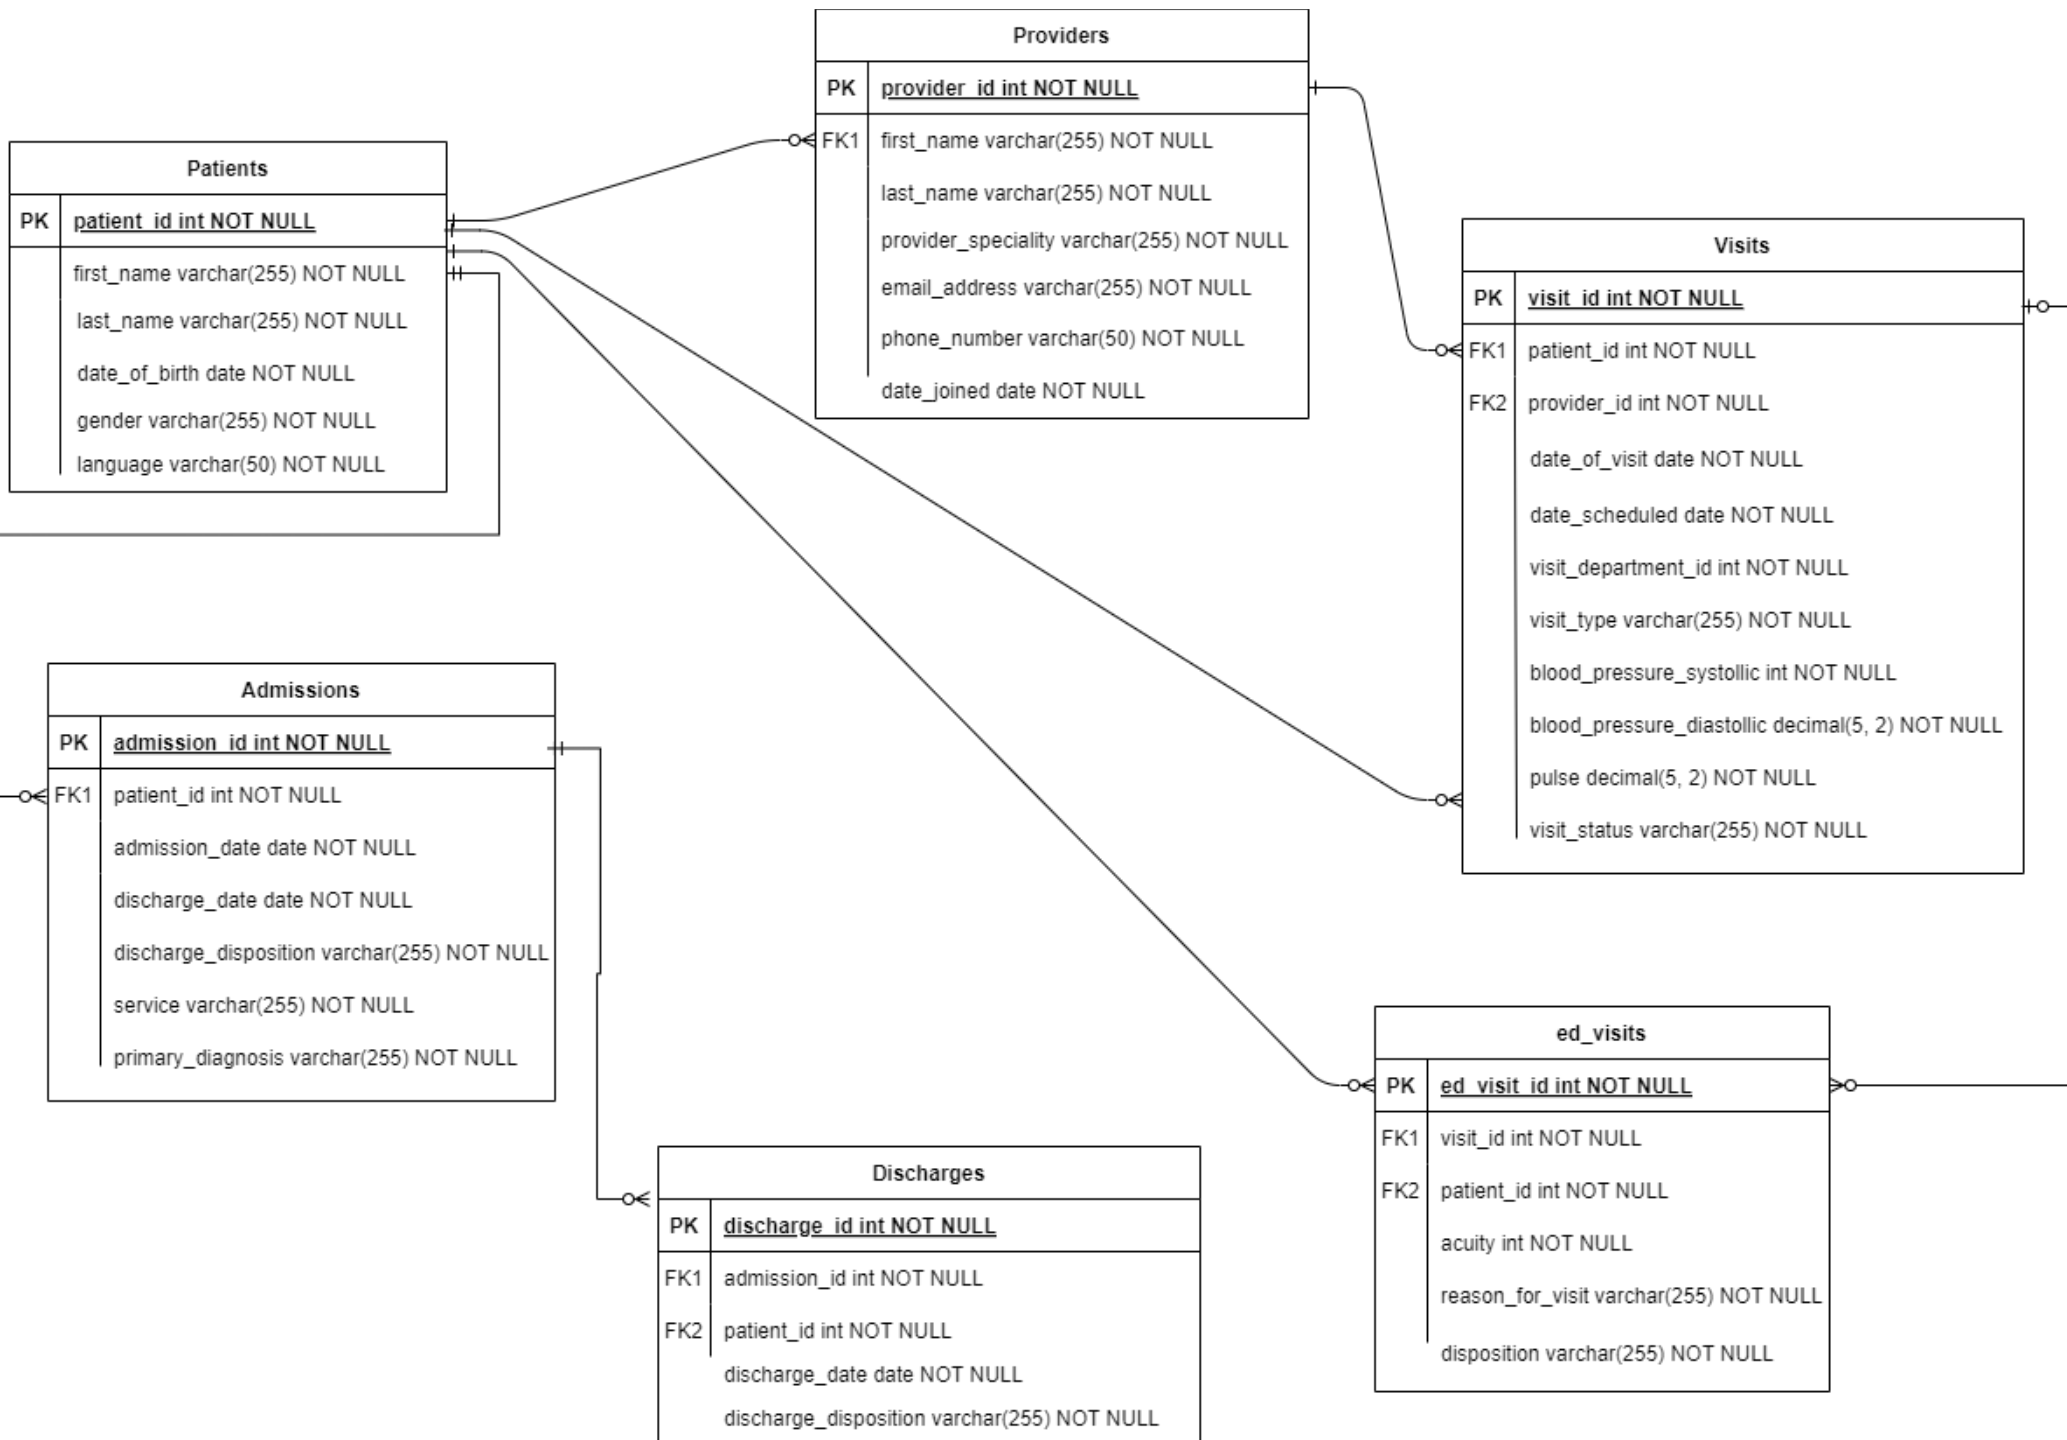 Providers
PK provider_id int NOT NULL
FK1 first_name varchar(255) NOT NULL
last_name varchar(255) NOT NULL
provider_speciality varchar(255) NOT NULL
email_address varchar(255) NOT NULL
phone_number varchar(50) NOT NULL
date_joined date NOT NULL
Patients
PK patient_id int NOT NULL
first_name varchar(255) NOT NULL
last_name varchar(255) NOT NULL
date_of_birth date NOT NULL
gender varchar(255) NOT NULL
language varchar(50) NOT NULL
Visits
PK visit_id int NOT NULL
FK1 patient_id int NOT NULL
FK2 provider_id int NOT NULL
date_of_visit date NOT NULL
date_scheduled date NOT NULL
visit_department_id int NOT NULL
visit_type varchar(255) NOT NULL
blood_pressure_systollic int NOT NULL
blood_pressure_diastollic decimal(5, 2) NOT NULL
pulse decimal(5, 2) NOT NULL
visit_status varchar(255) NOT NULL
Admissions
PK admission_id int NOT NULL
FK1 patient_id int NOT NULL
admission_date date NOT NULL
discharge_date date NOT NULL
discharge_disposition varchar(255) NOT NULL
service varchar(255) NOT NULL
primary_diagnosis varchar(255) NOT NULL
ed_visits
PK ed_visit_id int NOT NULL
FK1 visit_id int NOT NULL
FK2 patient_id int NOT NULL
acuity int NOT NULL
reason_for_visit varchar(255) NOT NULL
disposition varchar(255) NOT NULL
Discharges
PK discharge_id int NOT NULL
FK1 admission_id int NOT NULL
FK2 patient_id int NOT NULL
discharge_date date NOT NULL
discharge_disposition varchar(255) NOT NULL